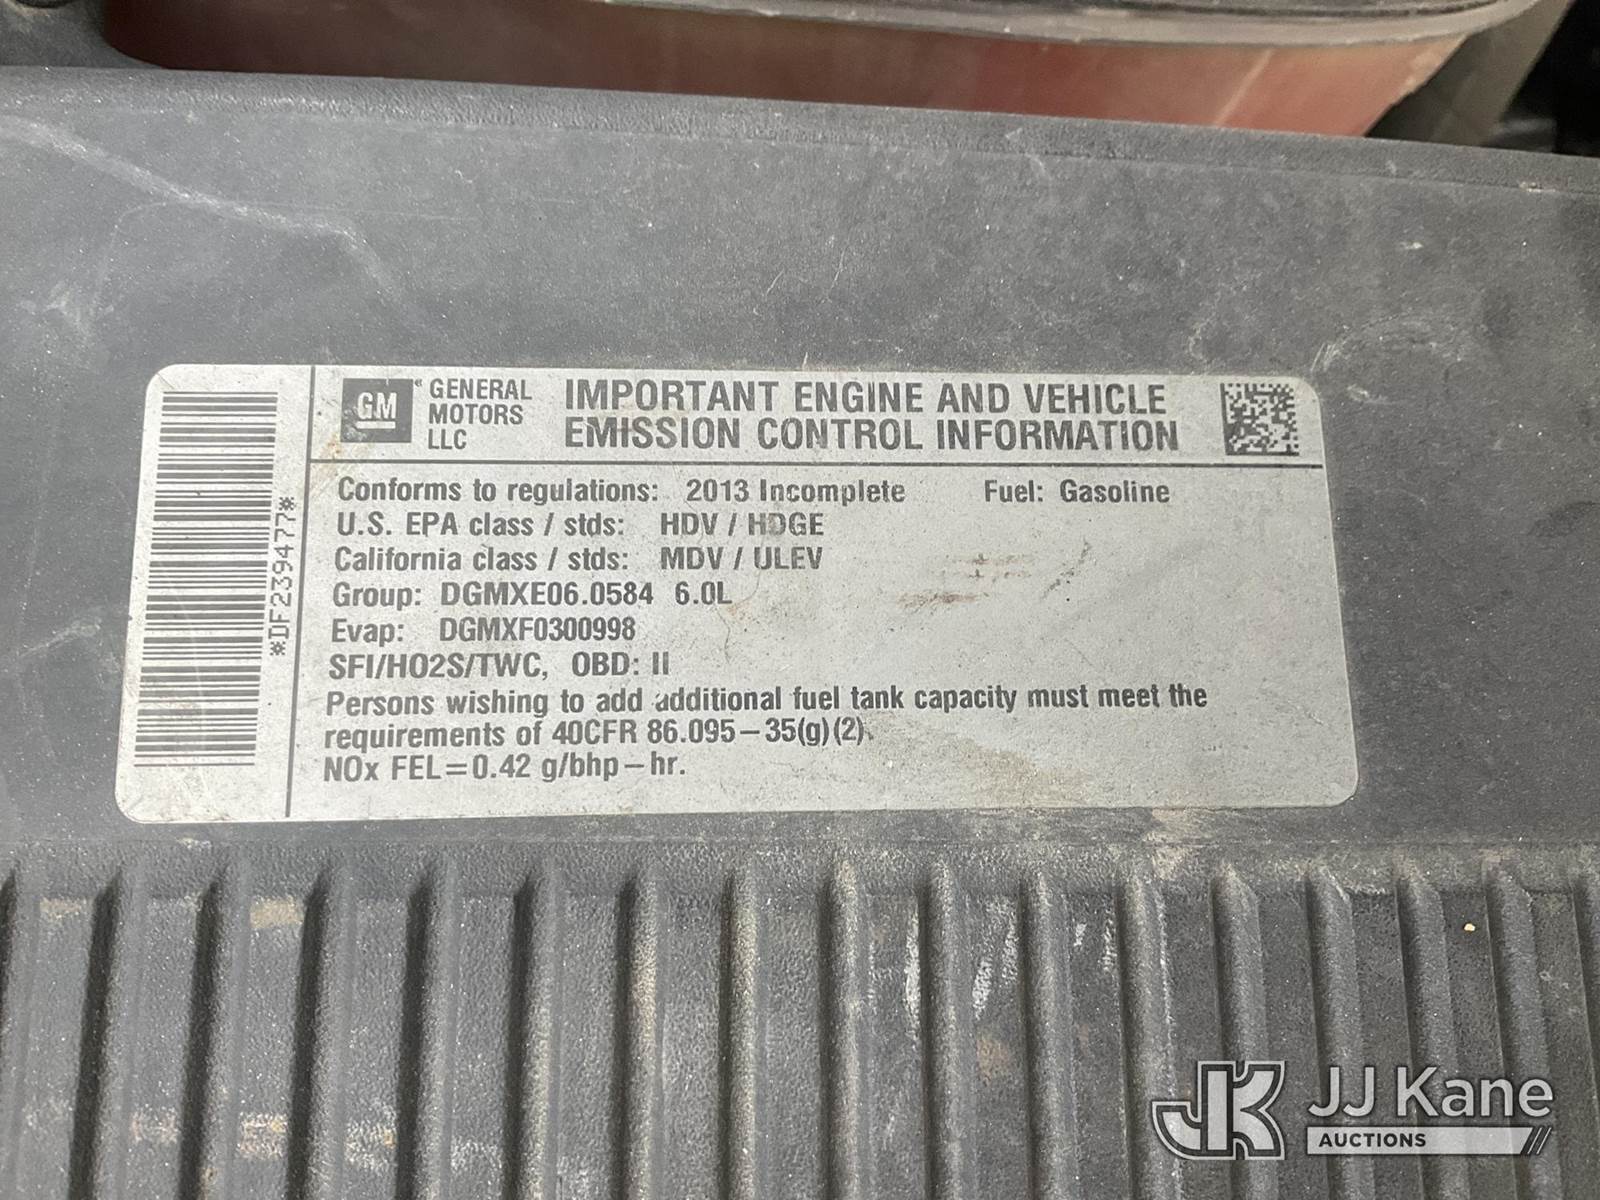 GM
GENERAL
MOTORS
LLC
IMPORTANT ENGINE AND VEHICLE
EMISSION CONTROL INFORMATION
*DF239477*
Conforms to regulations: 2013 Incomplete Fuel: Gasoline
U.S. EPA class / stds: HDV / HDGE
California class / stds: MDV / ULEV
Group: DGMXE06.0584 6.0L
Evap: DGMXF0300998
SFI/HO2S/TWC, OBD: II
Persons wishing to add additional fuel tank capacity must meet the
requirements of 40CFR 86.095–35(g)(2).
NOx FEL=0.42 g/bhp–hr.
JK
JJ Kane
AUCTIONS